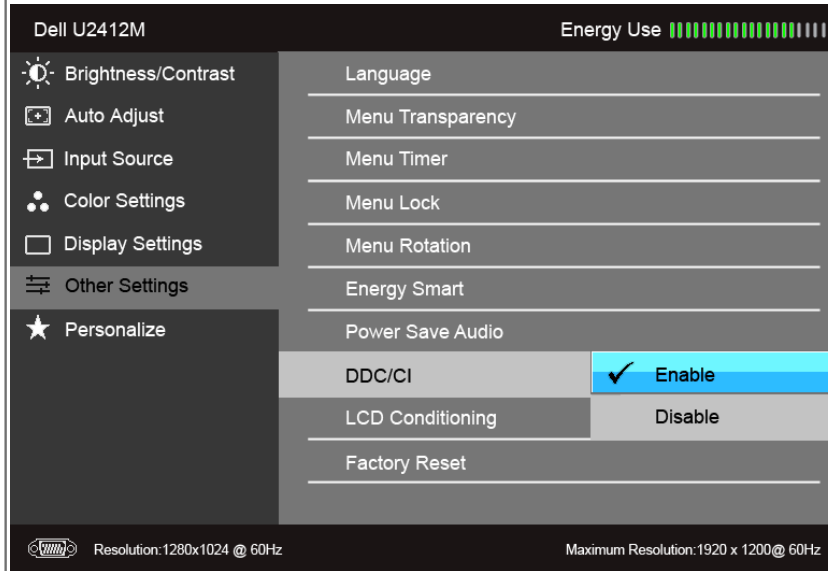 Dell U2412M Energy Use
Brightness/Contrast Language
Auto Adjust Menu Transparency
Input Source Menu Timer
Color Settings Menu Lock
Display Settings Menu Rotation
Other Settings Energy Smart
Personalize Power Save Audio
DDC/CI Enable
LCD Conditioning Disable
Factory Reset
Resolution:1280x1024 @ 60Hz Maximum Resolution:1920 x 1200@ 60Hz